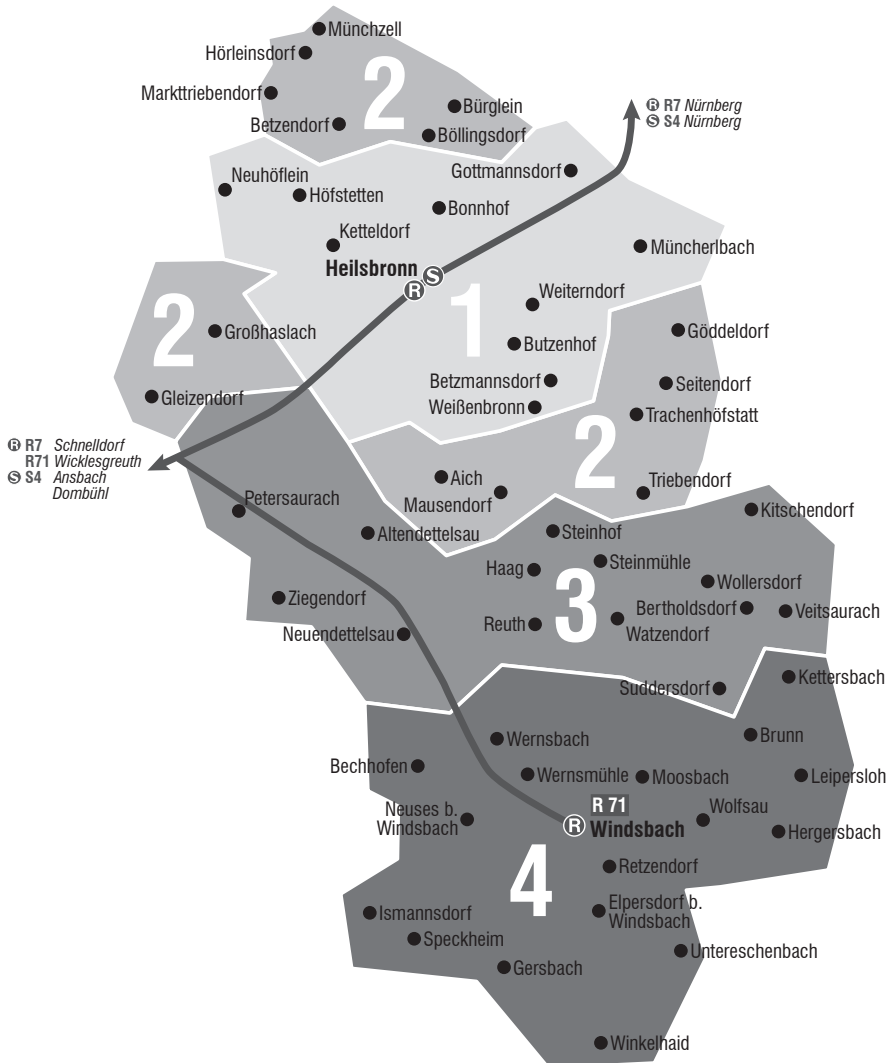 Münchzell
Hörleinsdorf
2
Markttriebendorf
Bürglein
Betzendorf
Böllingsdorf
R R7 Nürnberg
S S4 Nürnberg
Gottmannsdorf
Neuhöflein
Höfstetten
Bonnhof
Ketteldorf
Müncherlbach
Heilsbronn
S
R
1
Weiterndorf
2
Großhaslach
Göddeldorf
Butzenhof
Betzmannsdorf
Seitendorf
Gleizendorf
Weißenbronn
Trachenhöfstatt
R R7 Schnelldorf
R71 Wicklesgreuth
S S4 Ansbach
Dombühl
2
Aich
Mausendorf
Triebendorf
Petersaurach
Kitschendorf
Altendettelsau
Steinhof
Haag
Steinmühle
Wollersdorf
Ziegendorf
3
Bertholdsdorf
Veitsaurach
Reuth
Watzendorf
Neuendettelsau
Kettersbach
Suddersdorf
Wernsbach
Brunn
Bechhofen
Wernsmühle
Moosbach
Leipersloh
R 71
Neuses b.
Windsbach
Wolfsau
R
Windsbach
Hergersbach
4
Retzendorf
Ismannsdorf
Elpersdorf b.
Windsbach
Speckheim
Untereschenbach
Gersbach
Winkelhaid